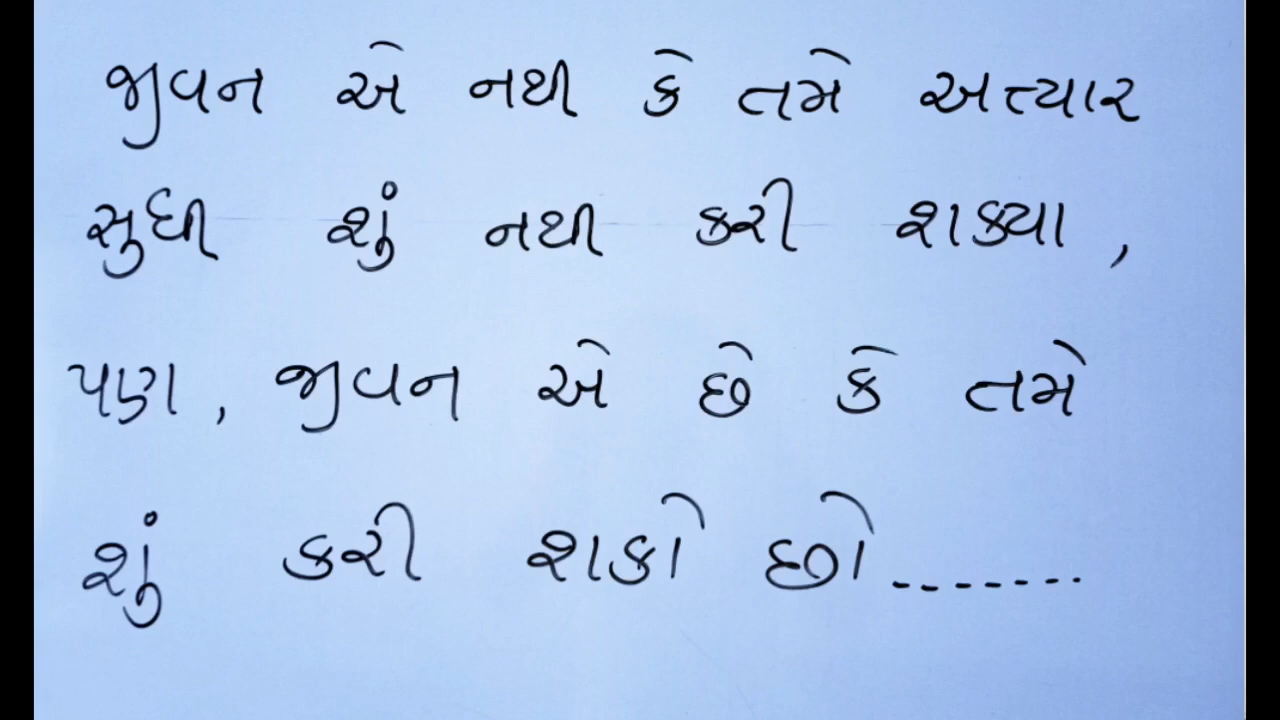 જીવન એ નથી કે તમે અત્યાર
સુધી શું નથી કરી શક્યા ,
પણ , જીવન એ છે કે તમે
શું કરી શકો છો.......